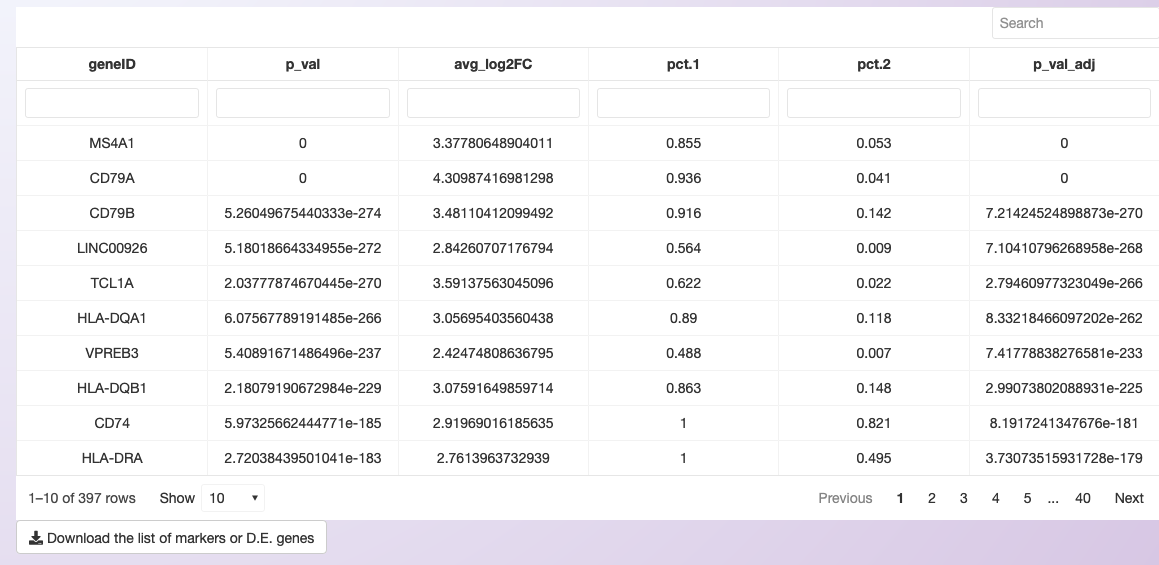 Search
geneID p_val avg_log2FC pct.1 pct.2 p_val_adj
MS4A1 0 3.37780648904011 0.855 0.053 0
CD79A 0 4.30987416981298 0.936 0.041 0
CD79B 5.26049675440333e-274 3.48110412099492 0.916 0.142 7.21424524898873e-270
LINC00926 5.18018664334955e-272 2.84260707176794 0.564 0.009 7.10410796268958e-268
TCL1A 2.03777874670445e-270 3.59137563045096 0.622 0.022 2.79460977323049e-266
HLA-DQA1 6.07567789191485e-266 3.05695403560438 0.89 0.118 8.33218466097202e-262
VPREB3 5.40891671486496e-237 2.42474808636795 0.488 0.007 7.41778838276581e-233
HLA-DQB1 2.18079190672984e-229 3.07591649859714 0.863 0.148 2.99073802088931e-225
CD74 5.97325662444771e-185 2.91969016185635 1 0.821 8.1917241347676e-181
HLA-DRA 2.72038439501041e-183 2.7613963732939 1 0.495 3.73073515931728e-179
1–10 of 397 rows Show 10 Previous 1 2 3 4 5 ... 40 Next
Download the list of markers or D.E. genes